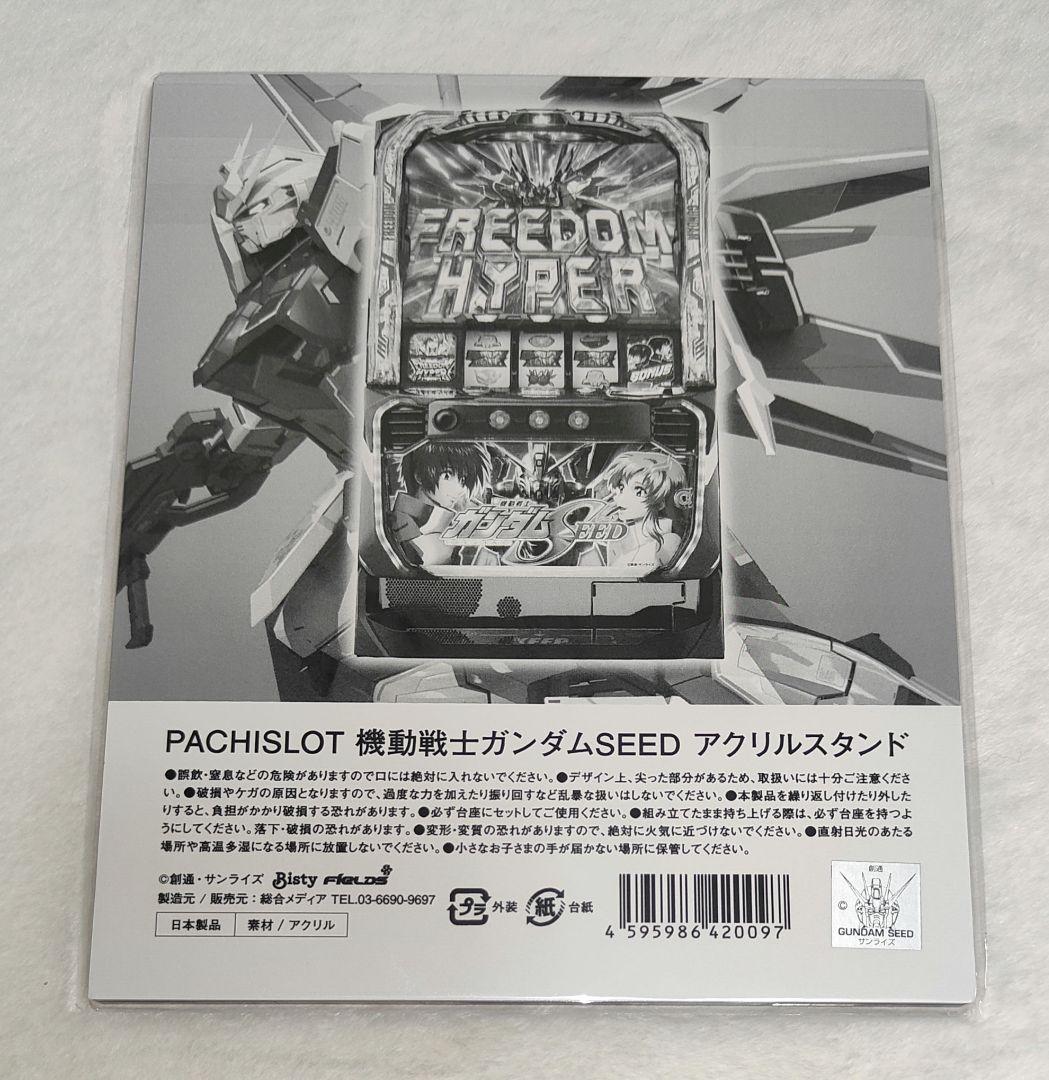 FREEDOM
HYPER
FREEDOM
HYPER
BONUS
機動戦士
ガンダムSEED
©創通・サンライズ
PACHISLOT 機動戦士ガンダムSEED アクリルスタンド
●誤飲・窒息などの危険がありますので口には絶対に入れないでください。●デザイン上、尖った部分があるため、取扱いには十分ご注意くださ
い。●破損やケガの原因となりますので、過度な力を加えたり振り回すなど乱暴な扱いはしないでください。●本製品を繰り返し付けたり外した
りすると、負担がかかり破損する恐れがあります。●必ず台座にセットしてご使用ください。●組み立てたまま持ち上げる際は、必ず台座を持つよ
うにしてください。落下・破損の恐れがあります。●変形・変質の恐れがありますので、絶対に火気に近づけないでください。●直射日光のあたる
場所や高温多湿になる場所に放置しないでください。●小さなお子さまの手が届かない場所に保管してください。
©創通・サンライズ Bisty FIELDS
製造元 / 販売元：総合メディア TEL.03-6690-9697
日本製品 素材 / アクリル
プラ 外装 紙 台紙
4 595986 420097
創通
©
GUNDAM SEED
サンライズ